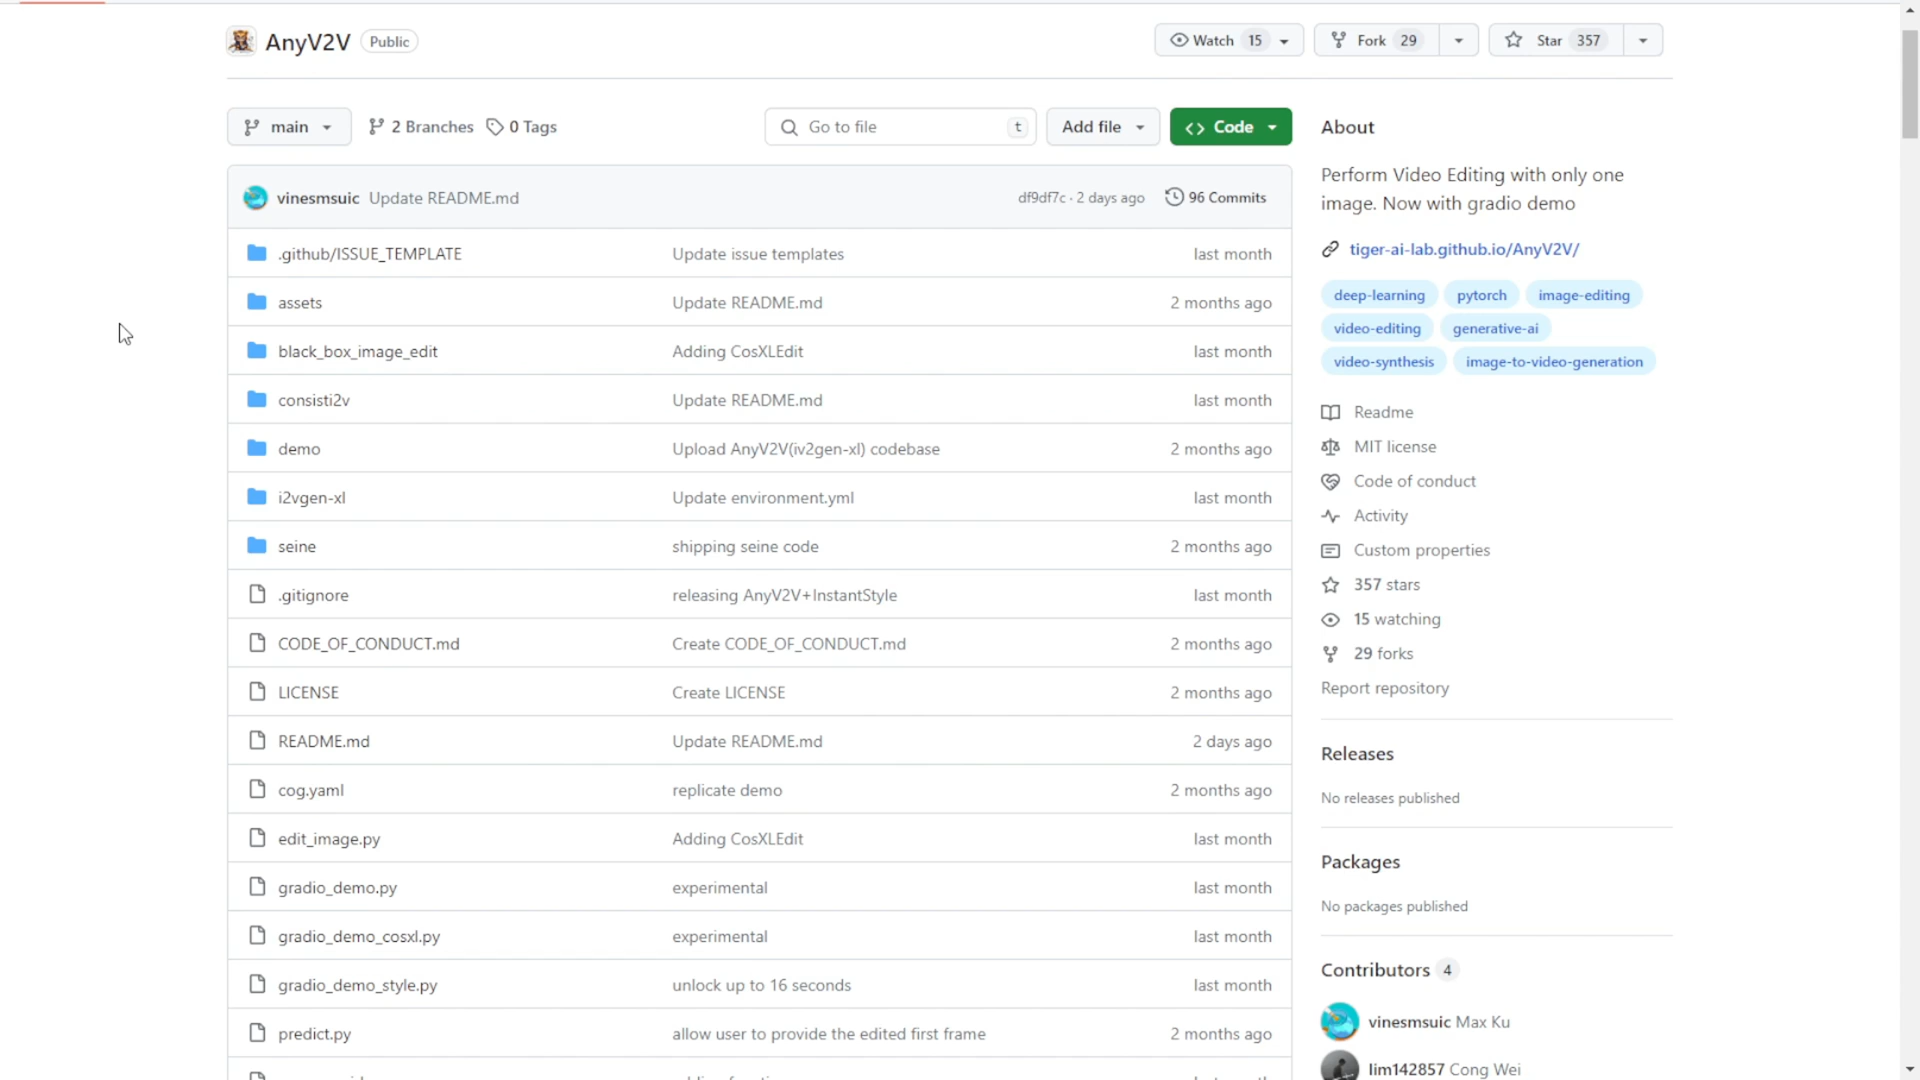 AnyV2V Public Watch 15 Fork 29 Star 357
main 2 Branches 0 Tags Go to file t Add file Code
vinesmsuic Update README.md df9df7c · 2 days ago 96 Commits
.github/ISSUE_TEMPLATE Update issue templates last month
assets Update README.md 2 months ago
black_box_image_edit Adding CosXLEdit last month
consisti2v Update README.md last month
demo Upload AnyV2V(iv2gen-xl) codebase 2 months ago
i2vgen-xl Update environment.yml last month
seine shipping seine code 2 months ago
.gitignore releasing AnyV2V+InstantStyle last month
CODE_OF_CONDUCT.md Create CODE_OF_CONDUCT.md 2 months ago
LICENSE Create LICENSE 2 months ago
README.md Update README.md 2 days ago
cog.yaml replicate demo 2 months ago
edit_image.py Adding CosXLEdit last month
gradio_demo.py experimental last month
gradio_demo_cosxl.py experimental last month
gradio_demo_style.py unlock up to 16 seconds last month
predict.py allow user to provide the edited first frame 2 months ago
About
Perform Video Editing with only one
image. Now with gradio demo
tiger-ai-lab.github.io/AnyV2V/
deep-learning pytorch image-editing
video-editing generative-ai
video-synthesis image-to-video-generation
Readme
MIT license
Code of conduct
Activity
Custom properties
357 stars
15 watching
29 forks
Report repository
Releases
No releases published
Packages
No packages published
Contributors 4
vinesmsuic Max Ku
lim142857 Cong Wei